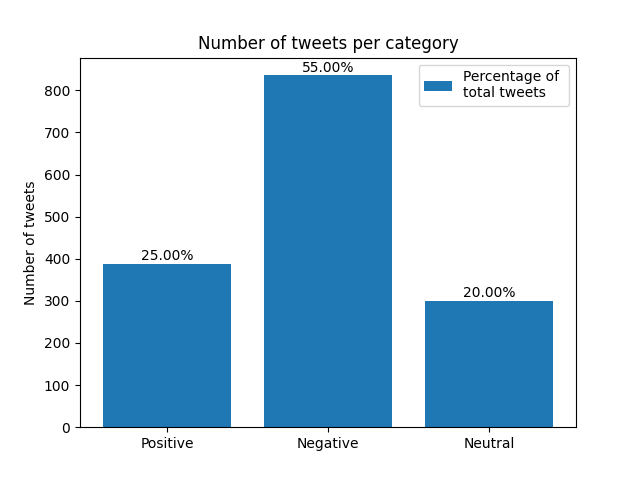 Number of tweets per category
55.00%
Percentage of
total tweets
25.00%
20.00%
Number of tweets
800
700
600
500
400
300
200
100
0
Positive
Negative
Neutral